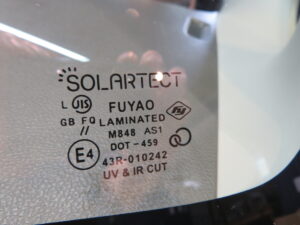 SOLARTECT
L JIS FUYAO
GB FQ LAMINATED
// M848 AS1
DOT-459
E4 43R-010242
UV & IR CUT